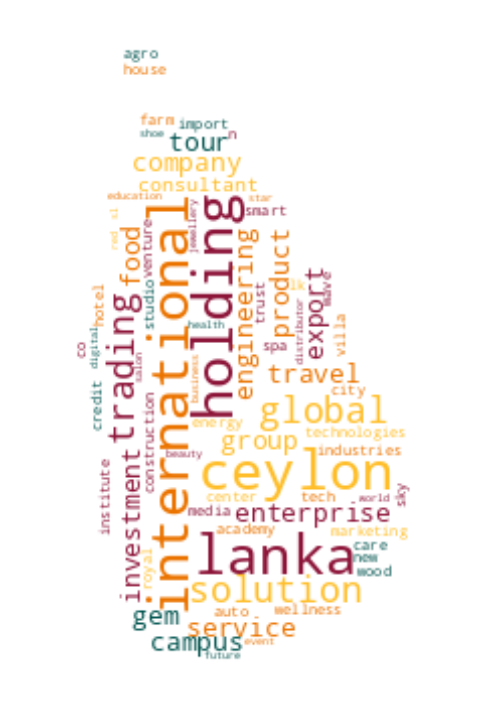 agro
house
farm
import
shoe
n
tour
company
consultant
education
star
smart
jewellery
holding
international
red
sl
venture
food
studio
hotel
engineering
product
trust
lk
export
wave
distributor
villa
co
digital
trading
salon
health
spa
business
travel
city
credit
construction
global
energy
group
technologies
industries
beauty
ceylon
institute
investment
center
tech
world
sky
media
enterprise
academy
marketing
lanka
care
new
wood
royal
solution
gem
auto
wellness
service
campus
event
future